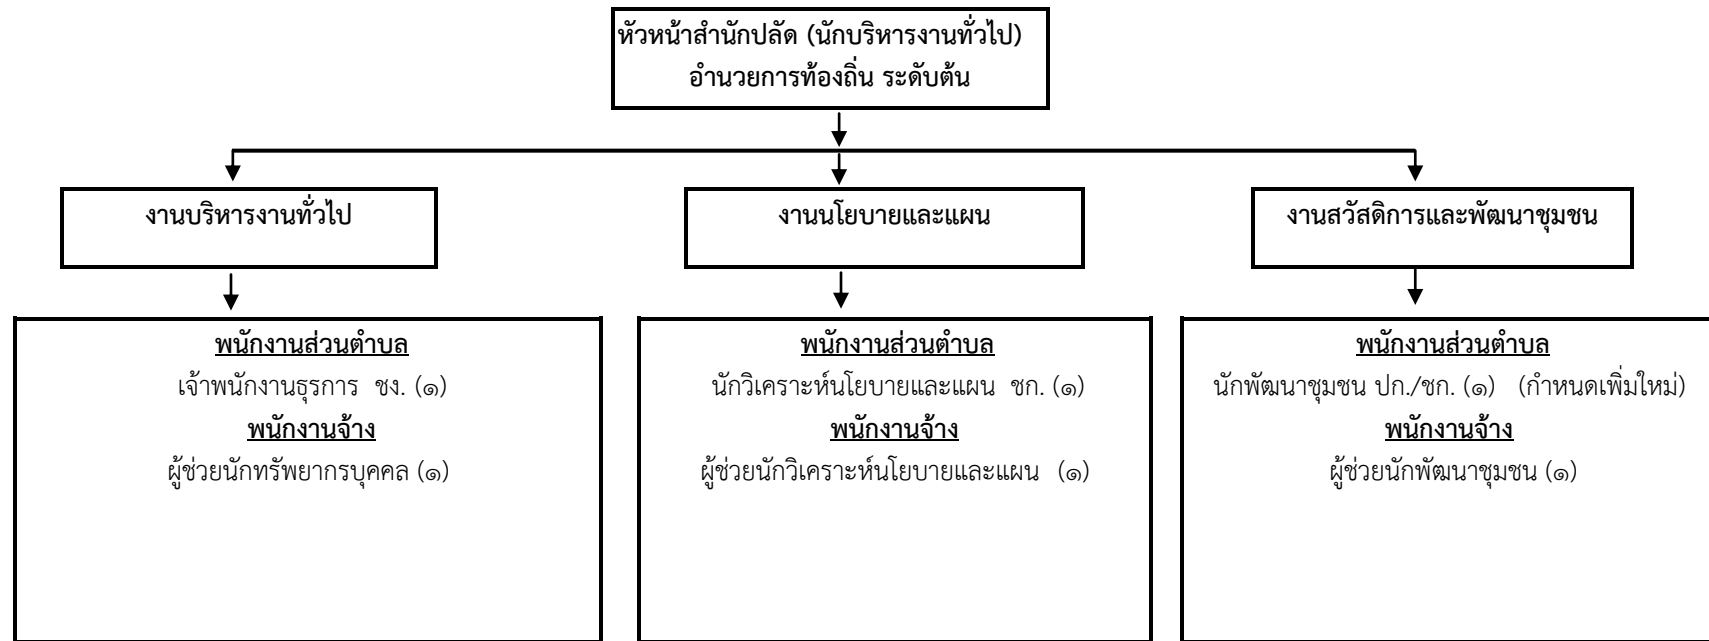 หัวหน้าสำนักปลัด (นักบริหารงานทั่วไป)
อำนวยการท้องถิ่น ระดับต้น
งานบริหารงานทั่วไป
งานนโยบายและแผน
งานสวัสดิการและพัฒนาชุมชน
พนักงานส่วนตำบล
เจ้าพนักงานธุรการ ชง. (๑)
พนักงานจ้าง
ผู้ช่วยนักทรัพยากรบุคคล (๑)
พนักงานส่วนตำบล
นักวิเคราะห์นโยบายและแผน ชก. (๑)
พนักงานจ้าง
ผู้ช่วยนักวิเคราะห์นโยบายและแผน (๑)
พนักงานส่วนตำบล
นักพัฒนาชุมชน ปก./ชก. (๑) (กำหนดเพิ่มใหม่)
พนักงานจ้าง
ผู้ช่วยนักพัฒนาชุมชน (๑)